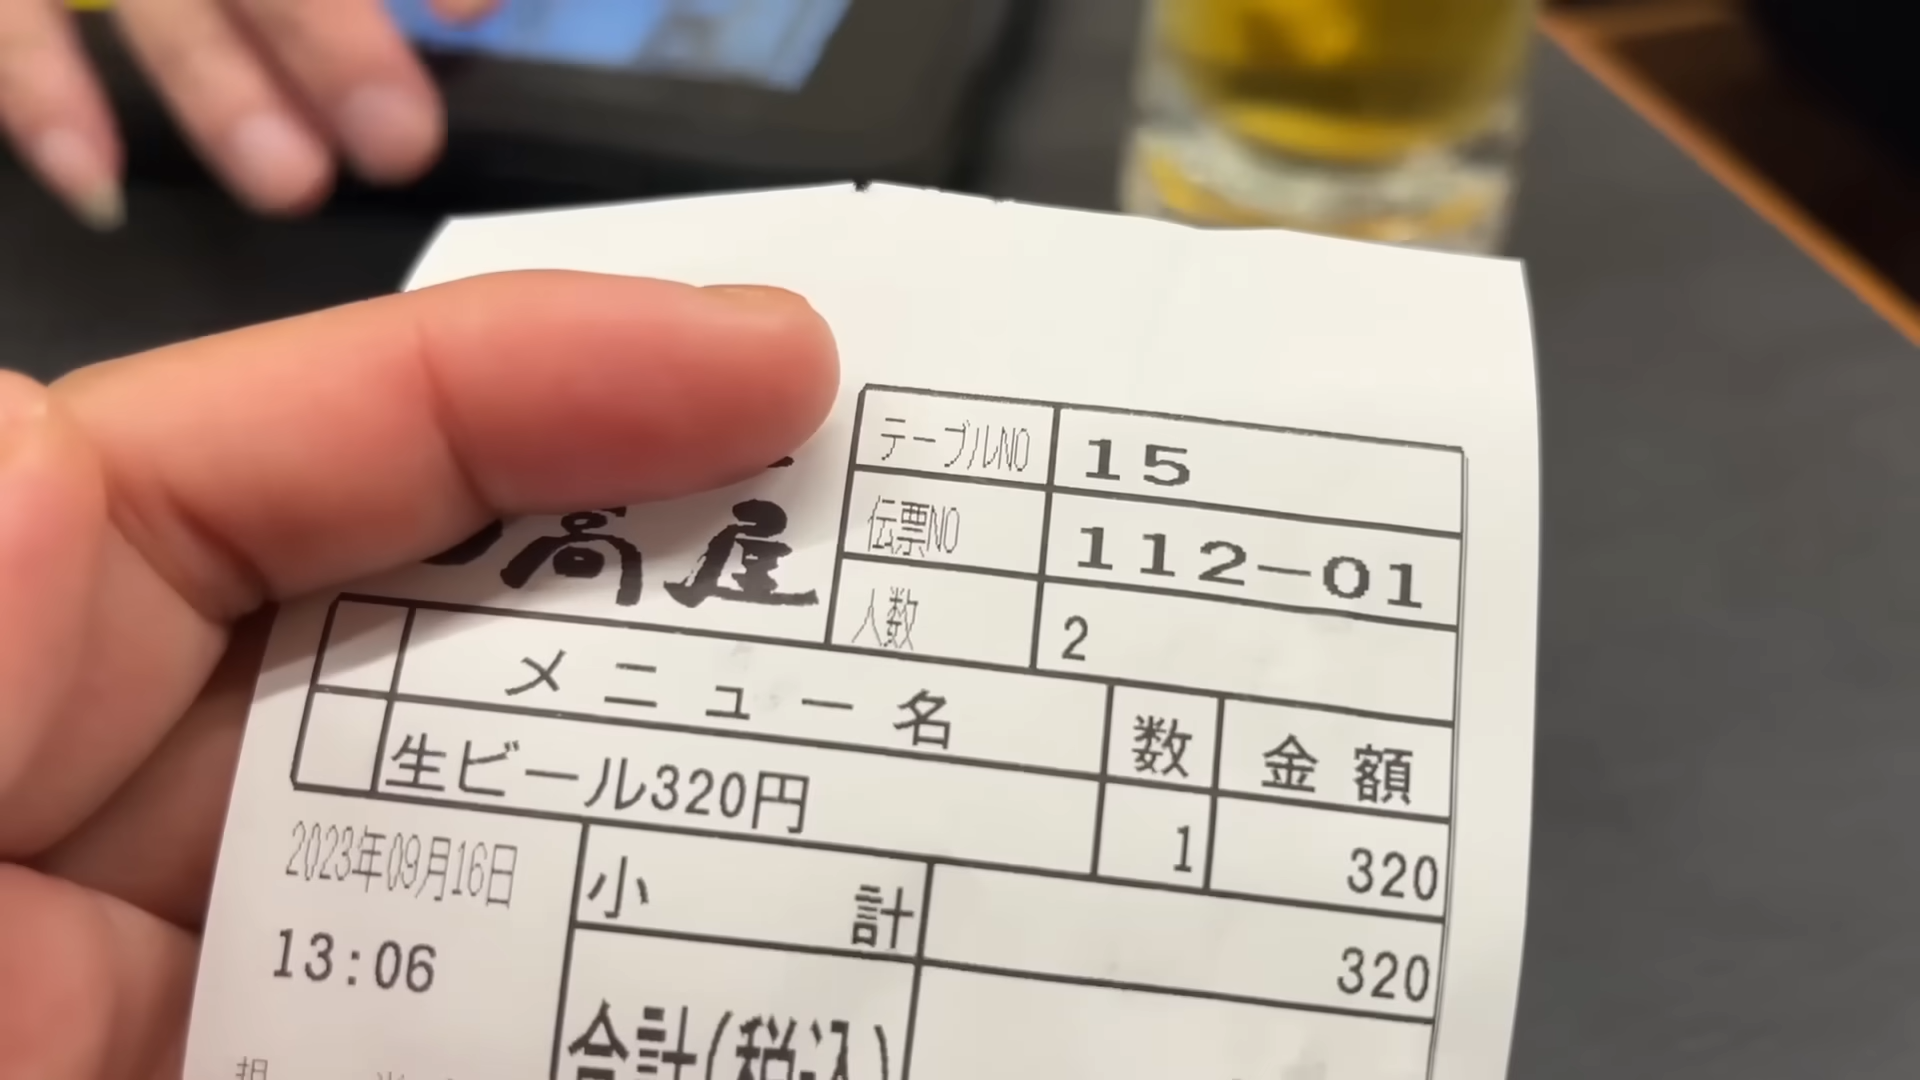 高屋
テーブルNO 15
伝票NO 112-01
人数 2
メニュー名 数 金額
生ビール320円 1 320
2023年09月16日
小計 320
13:06
合計(税込)
担